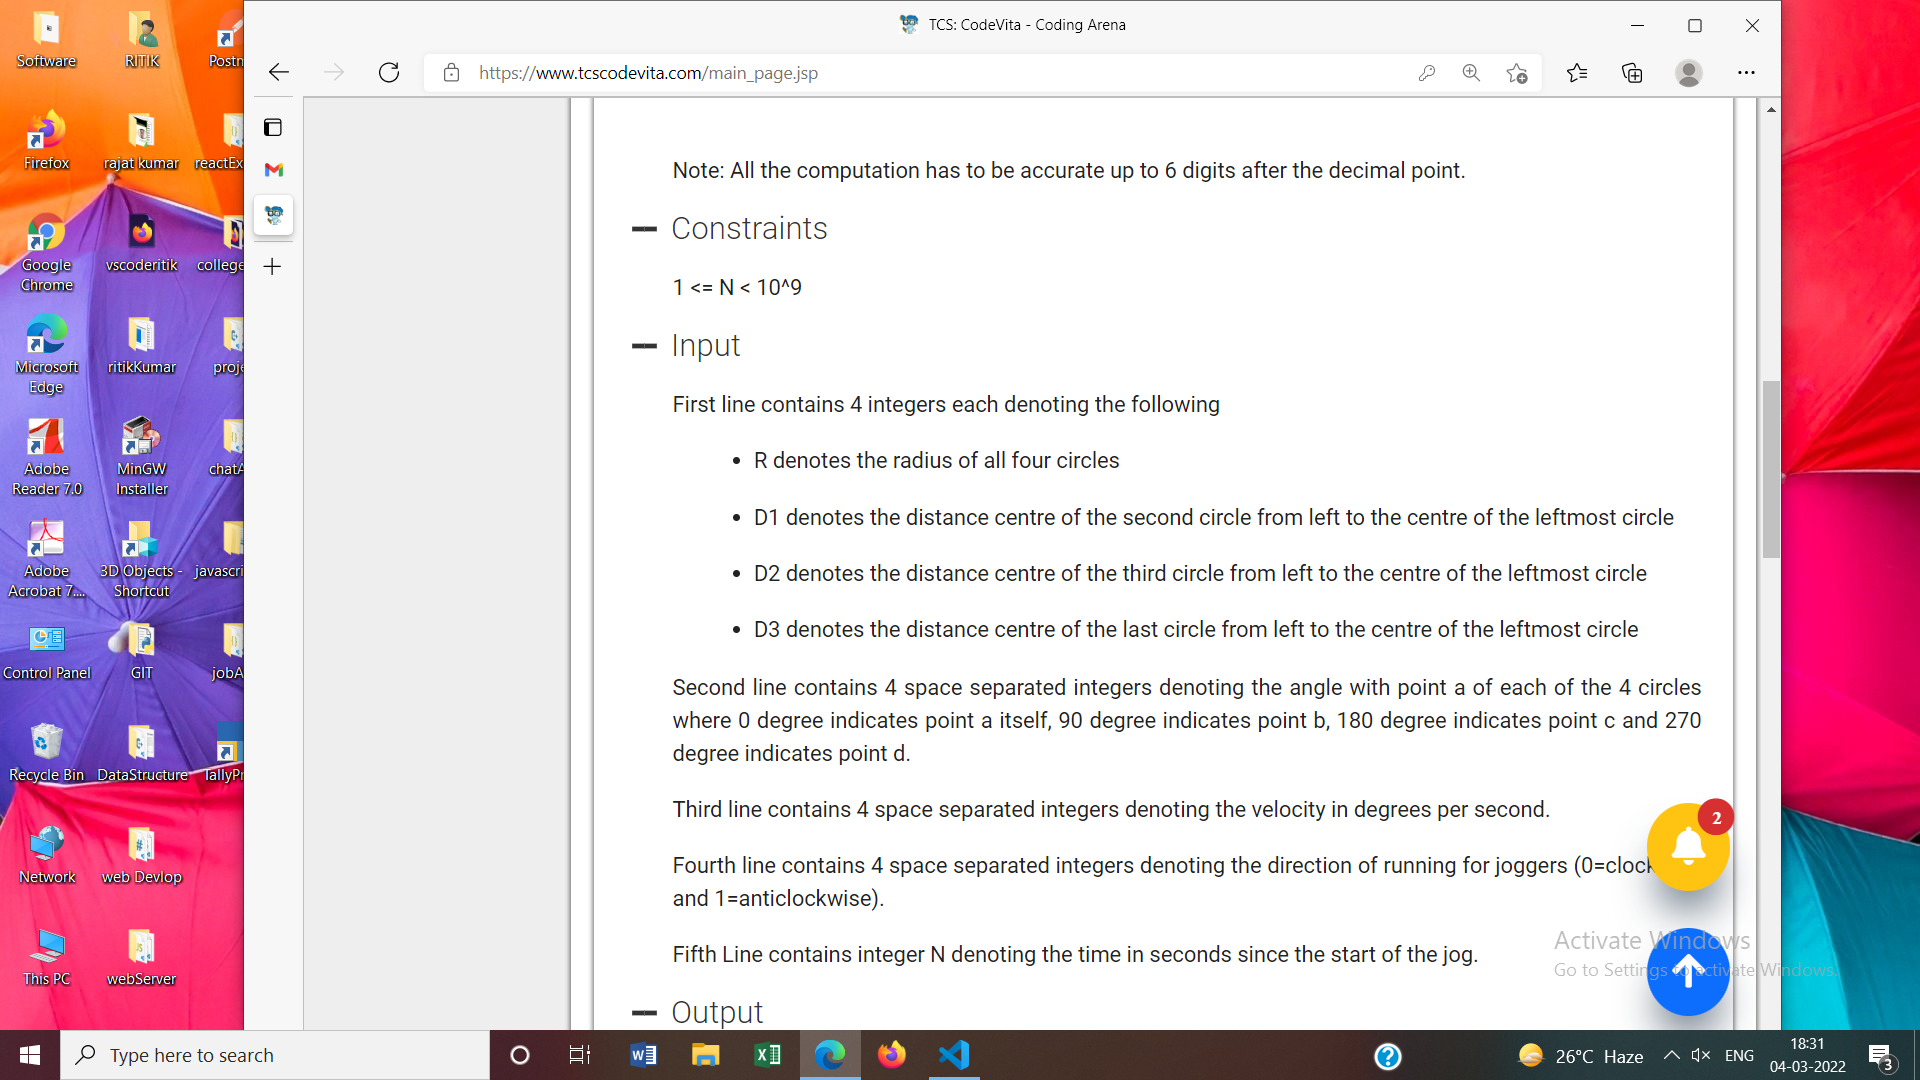 TCS: CodeVita - Coding Arena
https://www.tcscodevita.com/main_page.jsp
Software
RITIK
Postn
Firefox
rajat kumar
reactEx
Google Chrome
vscoderitik
college
Microsoft Edge
ritikKumar
proje
Adobe Reader 7.0
MinGW Installer
chatA
Adobe Acrobat 7....
3D Objects - Shortcut
javascri
Control Panel
GIT
jobA
Recycle Bin
DataStructure
TallyPr
Network
web Devlop
This PC
webServer
Note: All the computation has to be accurate up to 6 digits after the decimal point.
Constraints
1 <= N < 10^9
Input
First line contains 4 integers each denoting the following
• R denotes the radius of all four circles
• D1 denotes the distance centre of the second circle from left to the centre of the leftmost circle
• D2 denotes the distance centre of the third circle from left to the centre of the leftmost circle
• D3 denotes the distance centre of the last circle from left to the centre of the leftmost circle
Second line contains 4 space separated integers denoting the angle with point a of each of the 4 circles
where 0 degree indicates point a itself, 90 degree indicates point b, 180 degree indicates point c and 270
degree indicates point d.
Third line contains 4 space separated integers denoting the velocity in degrees per second.
2
Fourth line contains 4 space separated integers denoting the direction of running for joggers (0=clock
and 1=anticlockwise).
Fifth Line contains integer N denoting the time in seconds since the start of the jog.
Activate Windows
Go to Settings to activate Windows.
Output
Type here to search
26°C Haze
ENG
18:31
04-03-2022
3